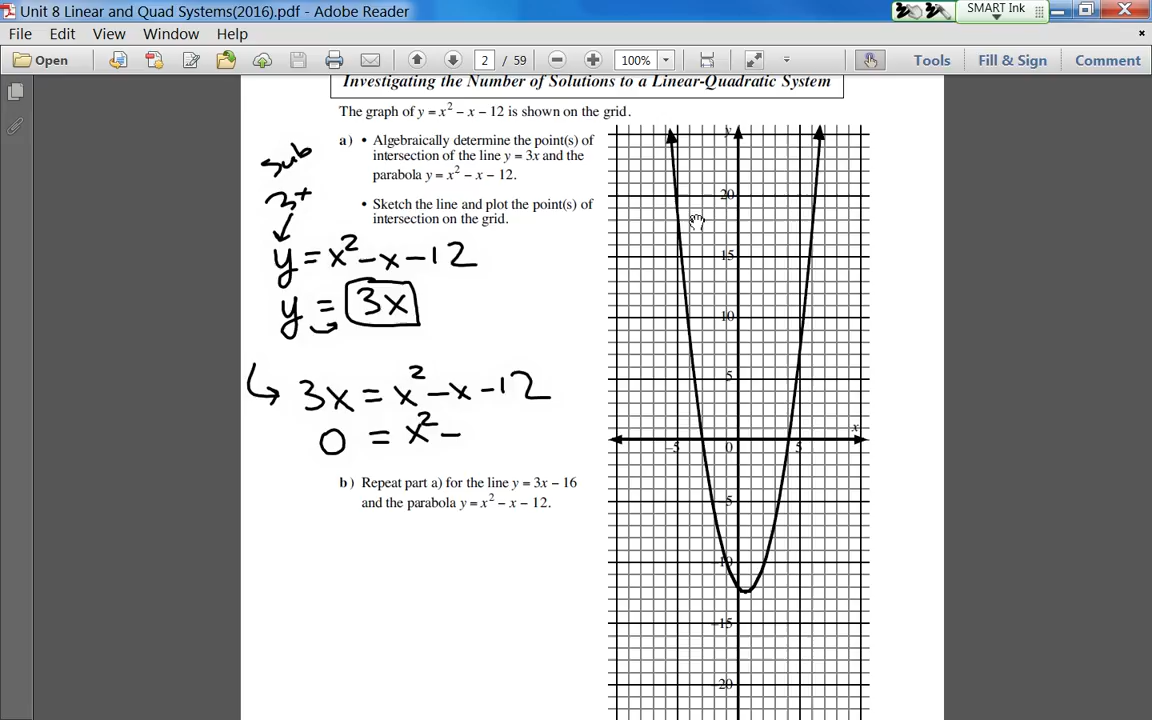 Unit 8 Linear and Quad Systems(2016).pdf - Adobe Reader
SMART Ink
File Edit View Window Help
Open 2 / 59 100% Tools Fill & Sign Comment
Investigating the Number of Solutions to a Linear-Quadratic System
The graph of y = x² – x – 12 is shown on the grid.
a) • Algebraically determine the point(s) of
intersection of the line y = 3x and the
parabola y = x² – x – 12.
• Sketch the line and plot the point(s) of
intersection on the grid.
sub
y = x² – x – 12
y = 3x
3x = x² – x – 12
0 = x² –
b) Repeat part a) for the line y = 3x – 16
and the parabola y = x² – x – 12.
y
20
15
10
5
x
–5 0 5
–5
–10
–15
–20